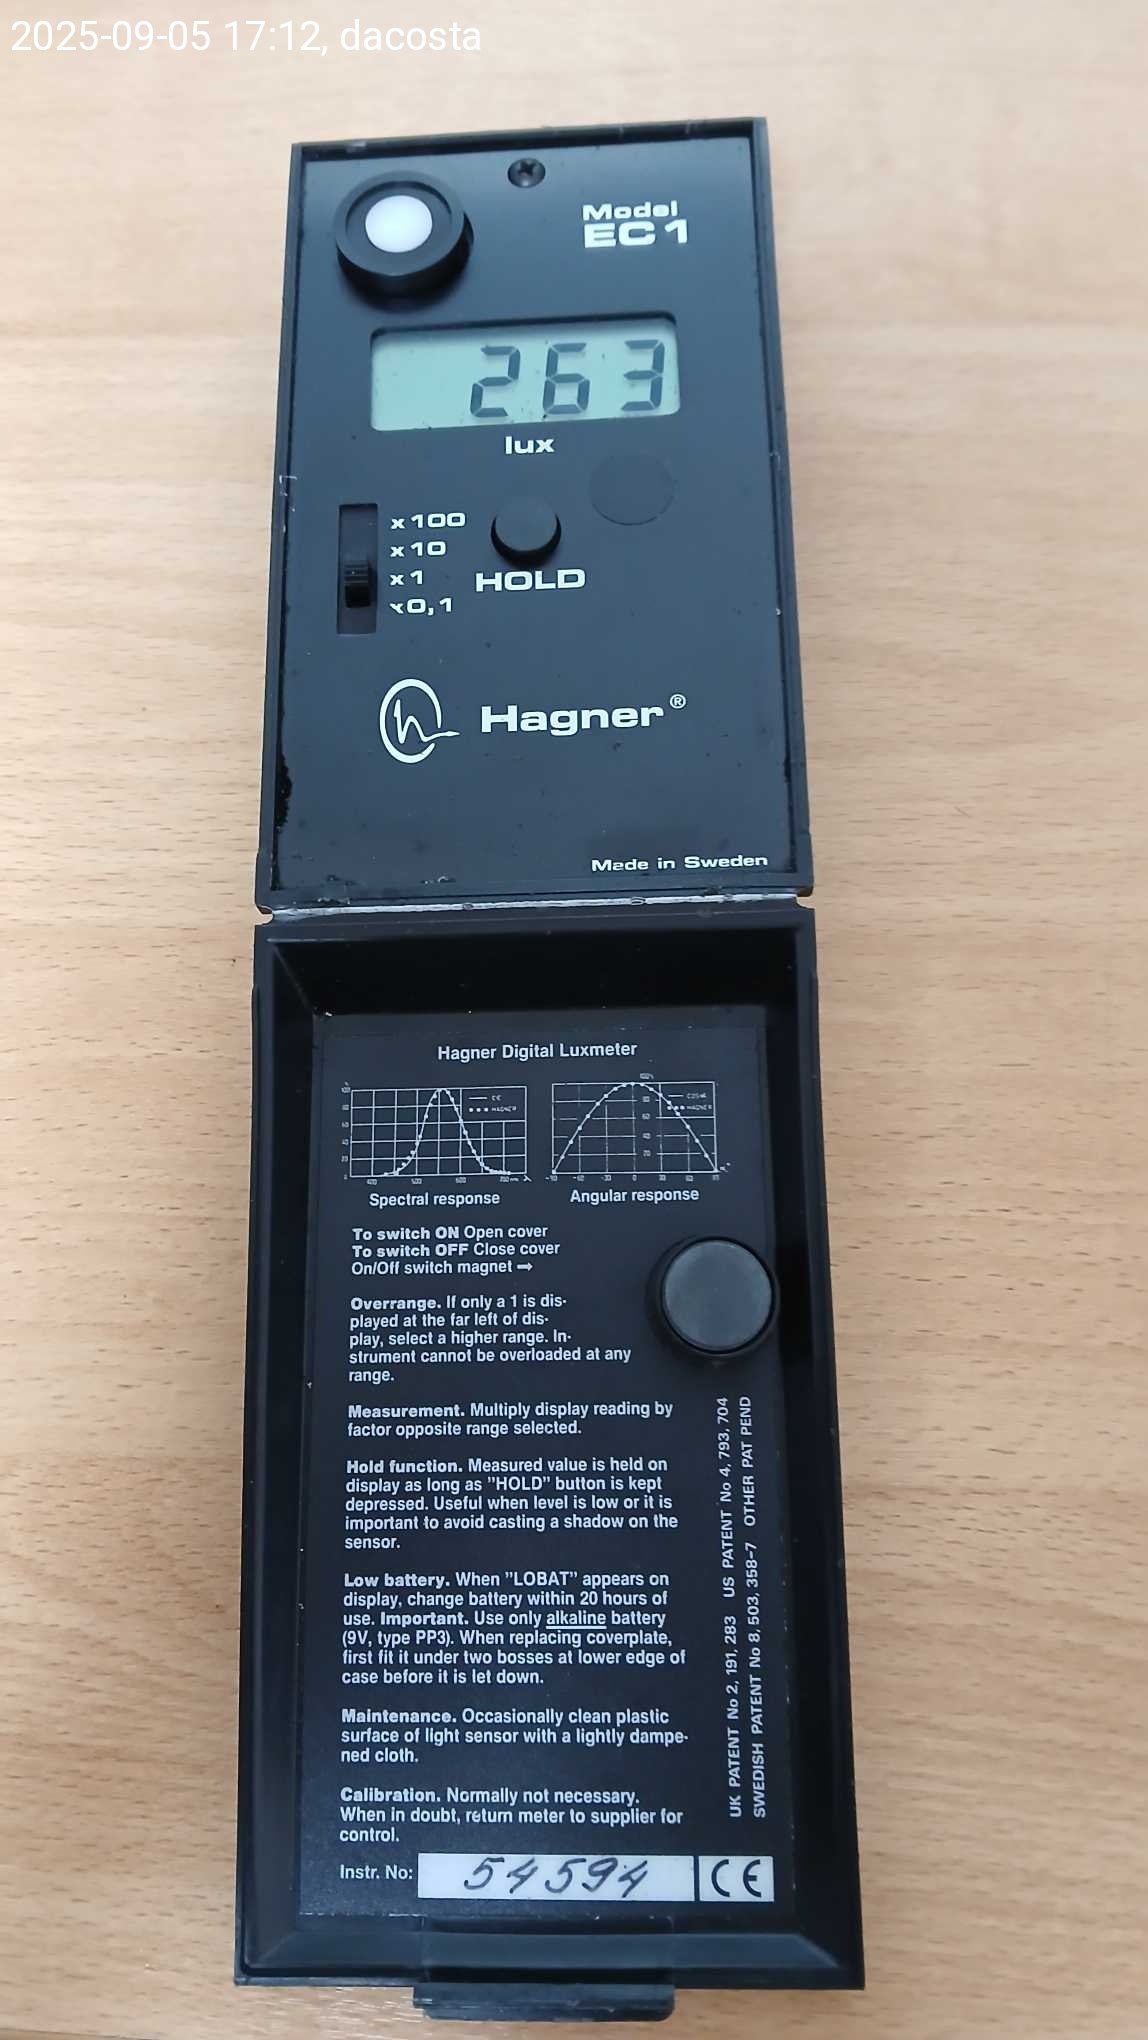 2025-09-05 17:12, dacosta
Model
EC1
263
lux
x100
x10
x1
x0,1
HOLD
Hagner®
Made in Sweden
Hagner Digital Luxmeter
Spectral response
Angular response
To switch ON Open cover
To switch OFF Close cover
On/Off switch magnet ➞
Overrange. If only a 1 is dis-
played at the far left of dis-
play, select a higher range. In-
strument cannot be overloaded at any
range.
Measurement. Multiply display reading by
factor opposite range selected.
Hold function. Measured value is held on
display as long as ”HOLD” button is kept
depressed. Useful when level is low or it is
important to avoid casting a shadow on the
sensor.
Low battery. When ”LOBAT” appears on
display, change battery within 20 hours of
use. Important. Use only alkaline battery
(9V, type PP3). When replacing coverplate,
first fit it under two bosses at lower edge of
case before it is let down.
Maintenance. Occasionally clean plastic
surface of light sensor with a lightly dampe-
ned cloth.
Calibration. Normally not necessary.
When in doubt, return meter to supplier for
control.
Instr. No: 54594 CE
UK PATENT No 2, 191, 283 US PATENT No 4, 793, 704
SWEDISH PATENT No 8, 503, 358-7 OTHER PAT PEND